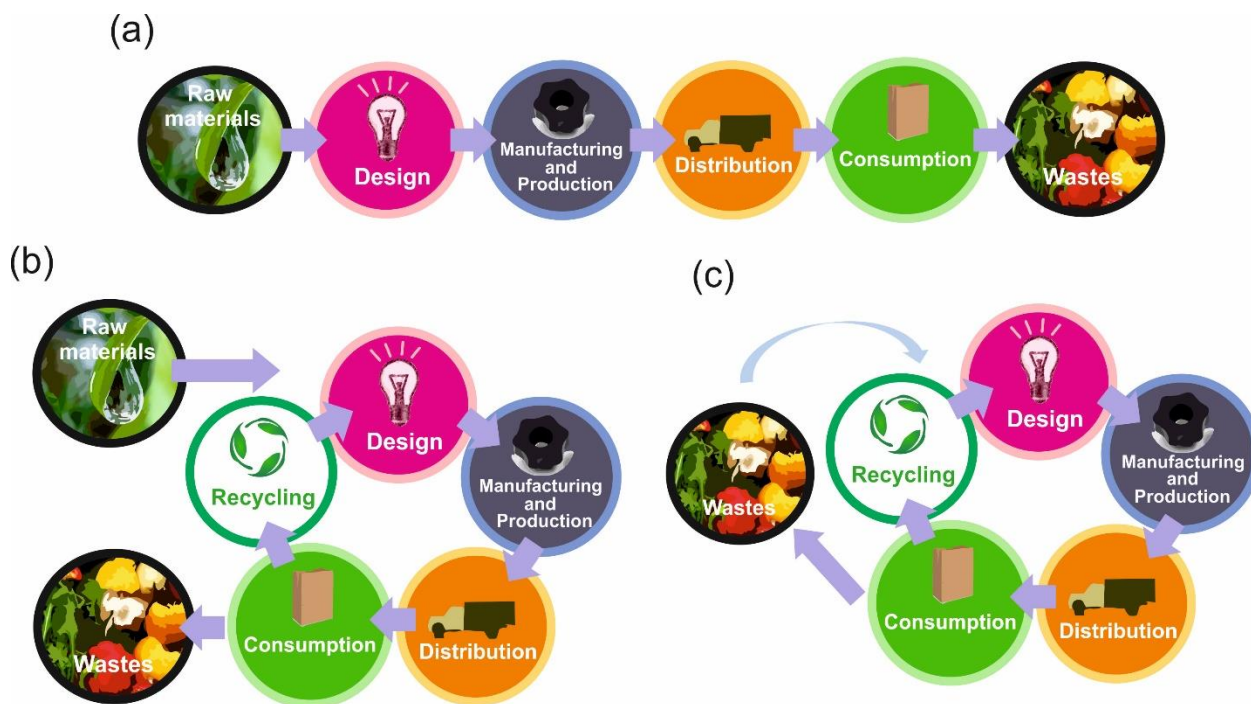 (a)
Raw
materials
Design
Manufacturing
and
Production
Distribution
Consumption
Wastes
(b)
Raw
materials
Design
Manufacturing
and
Production
Distribution
Consumption
Recycling
Wastes
(c)
Design
Manufacturing
and
Production
Distribution
Consumption
Recycling
Wastes